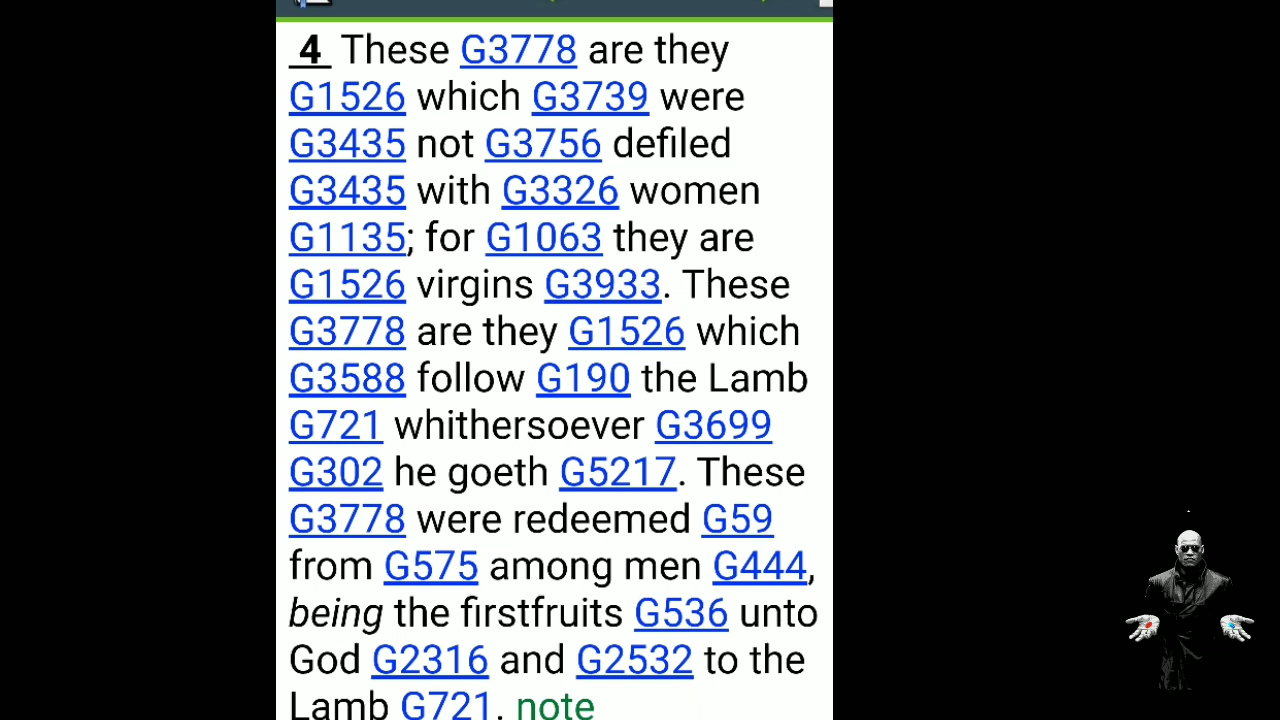 4 These G3778 are they
G1526 which G3739 were
G3435 not G3756 defiled
G3435 with G3326 women
G1135; for G1063 they are
G1526 virgins G3933. These
G3778 are they G1526 which
G3588 follow G190 the Lamb
G721 whithersoever G3699
G302 he goeth G5217. These
G3778 were redeemed G59
from G575 among men G444,
being the firstfruits G536 unto
God G2316 and G2532 to the
Lamb G721. note